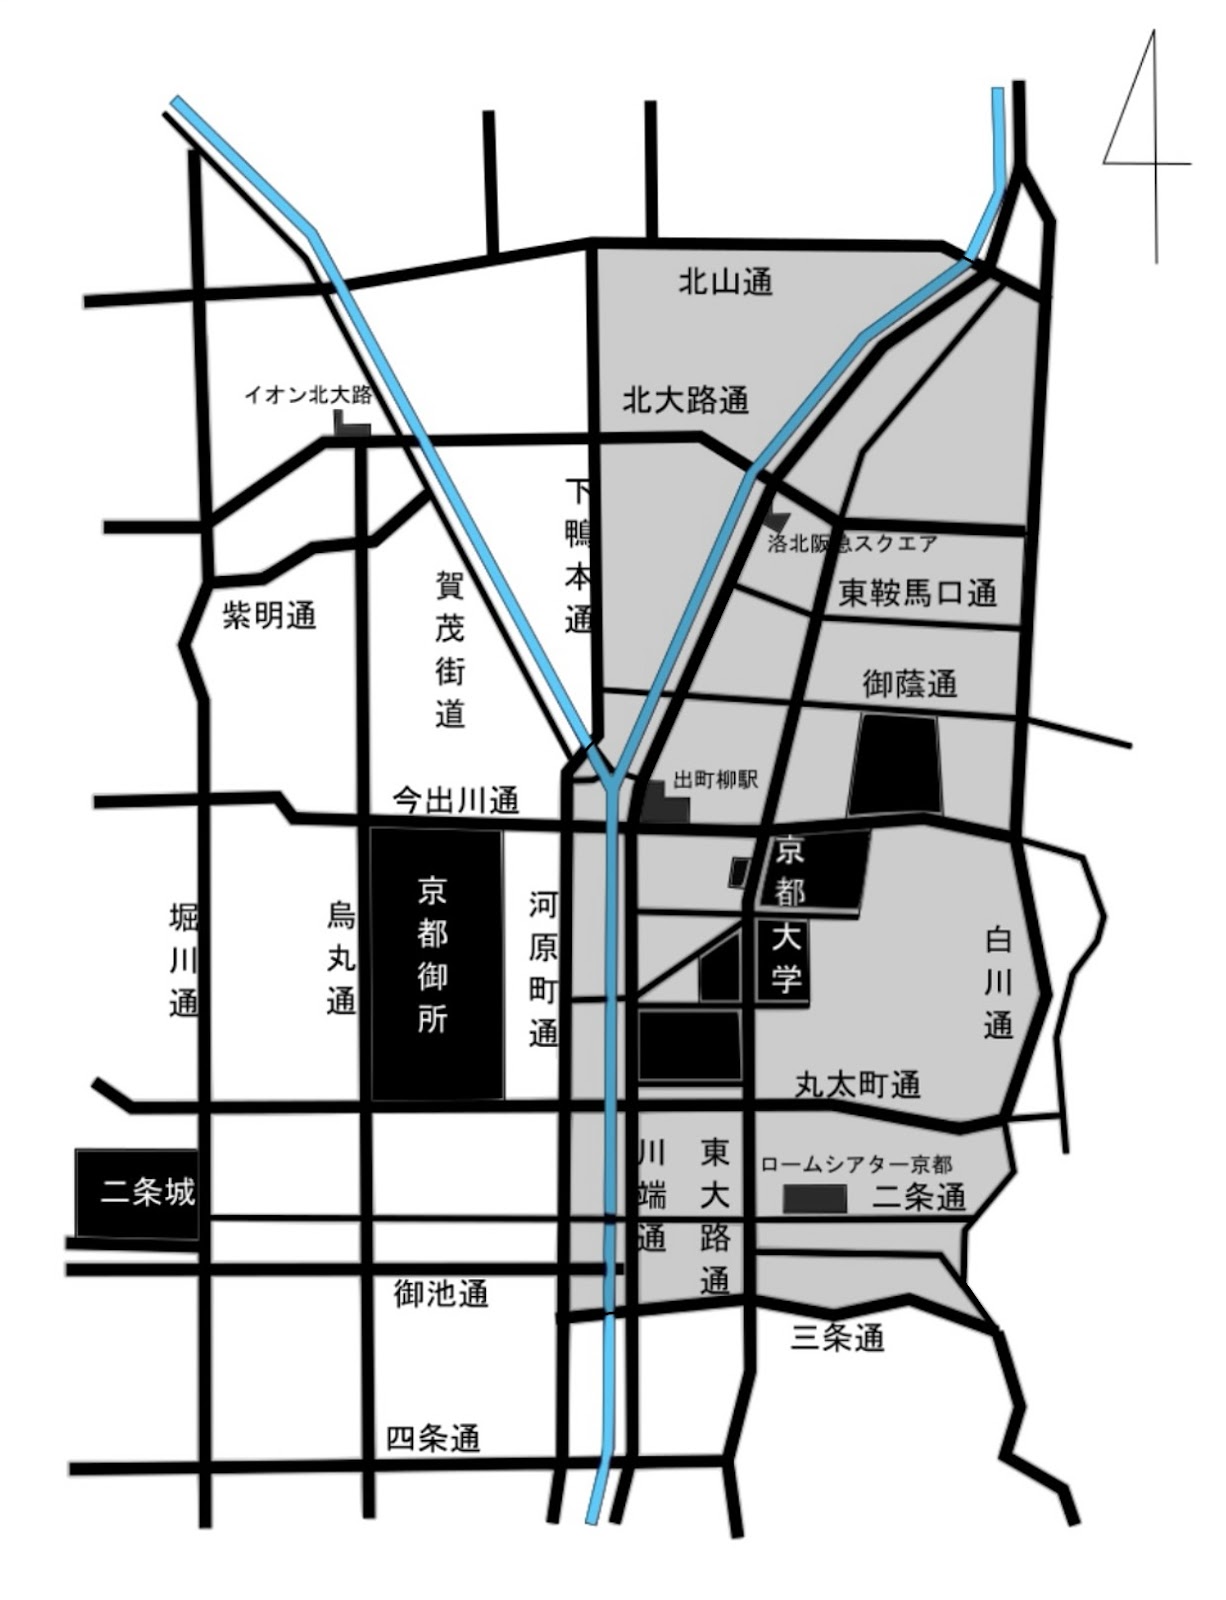 北山通
イオン北大路
北大路通
下鴨本通
洛北阪急スクエア
賀茂街道
東鞍馬口通
紫明通
御蔭通
出町柳駅
今出川通
京都大学
京都御所
河原町通
堀川通
烏丸通
白川通
丸太町通
川端通
東大路通
ロームシアター京都
二条城
二条通
御池通
三条通
四条通